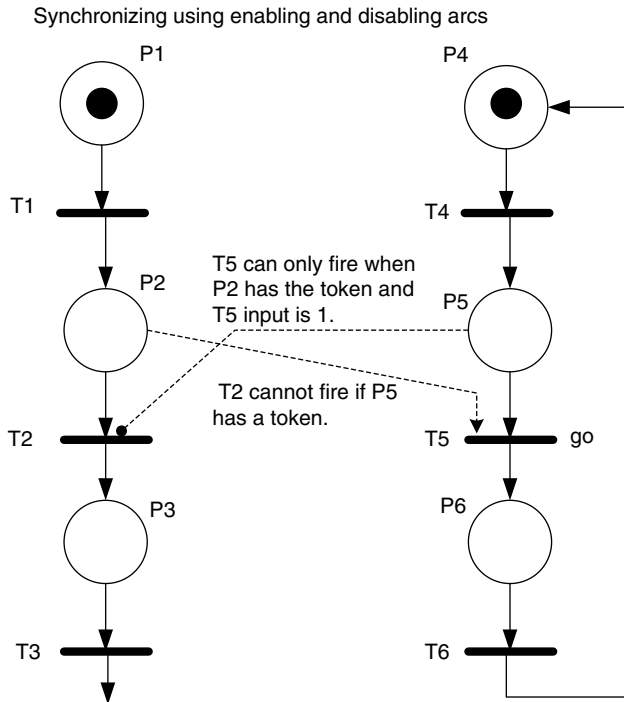 Synchronizing using enabling and disabling arcs
P1
P4
T1
T4
T5 can only fire when
P2 has the token and
T5 input is 1.
P2
P5
T2 cannot fire if P5
has a token.
T2
T5
go
P3
P6
T3
T6